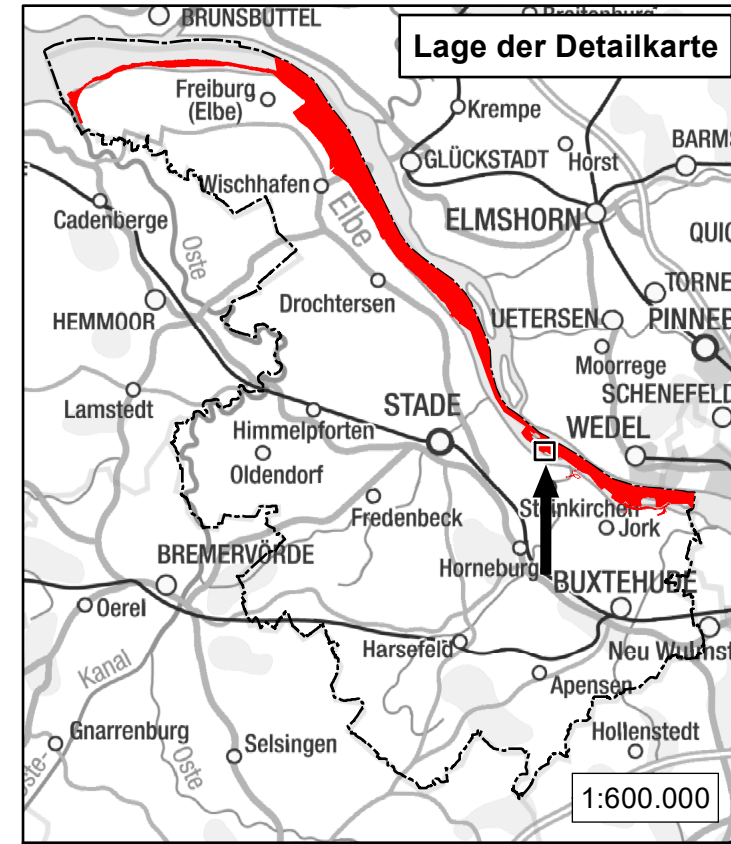 BRUNSBÜTTEL
Lage der Detailkarte
Freiburg
(Elbe)
Krempe
BARMS
GLÜCKSTADT
Horst
Wischhafen
Elbe
ELMSHORN
Cadenberge
QUIC
Oste
TORNE
Drochtersen
HEMMOOR
UETERSEN
PINNEB
Moorrege
SCHENEFELD
Lamstedt
STADE
WEDEL
Himmelpforten
Oldendorf
Steinkirchen
Fredenbeck
Jork
BREMERVÖRDE
Horneburg
BUXTEHUDE
Oerel
Harsefeld
Neu Wulmst
Kanal
Apensen
Gnarrenburg
Hollenstedt
Selsingen
Oste
Oste-
1:600.000